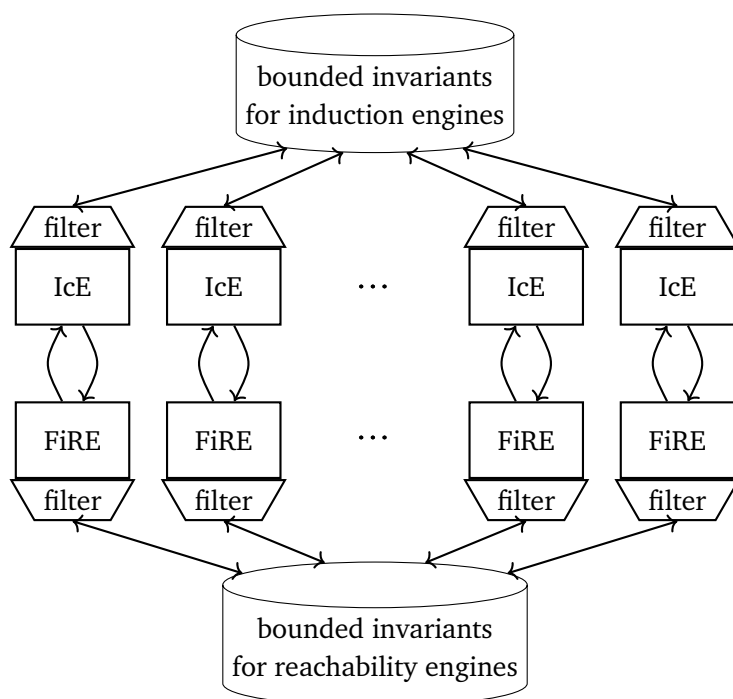 bounded invariants
for induction engines
filter filter filter filter
IcE IcE ... IcE IcE
FiRE FiRE ... FiRE FiRE
filter filter filter filter
bounded invariants
for reachability engines